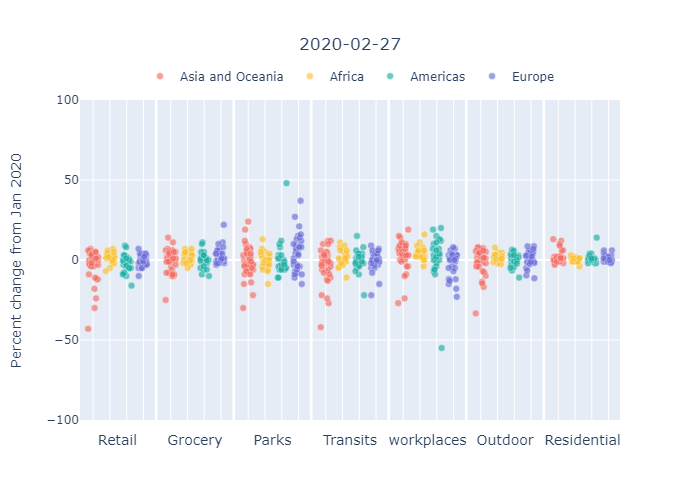 2020-02-27
Asia and Oceania Africa Americas Europe
Percent change from Jan 2020
100
50
0
−50
−100
Retail Grocery Parks Transits workplaces Outdoor Residential